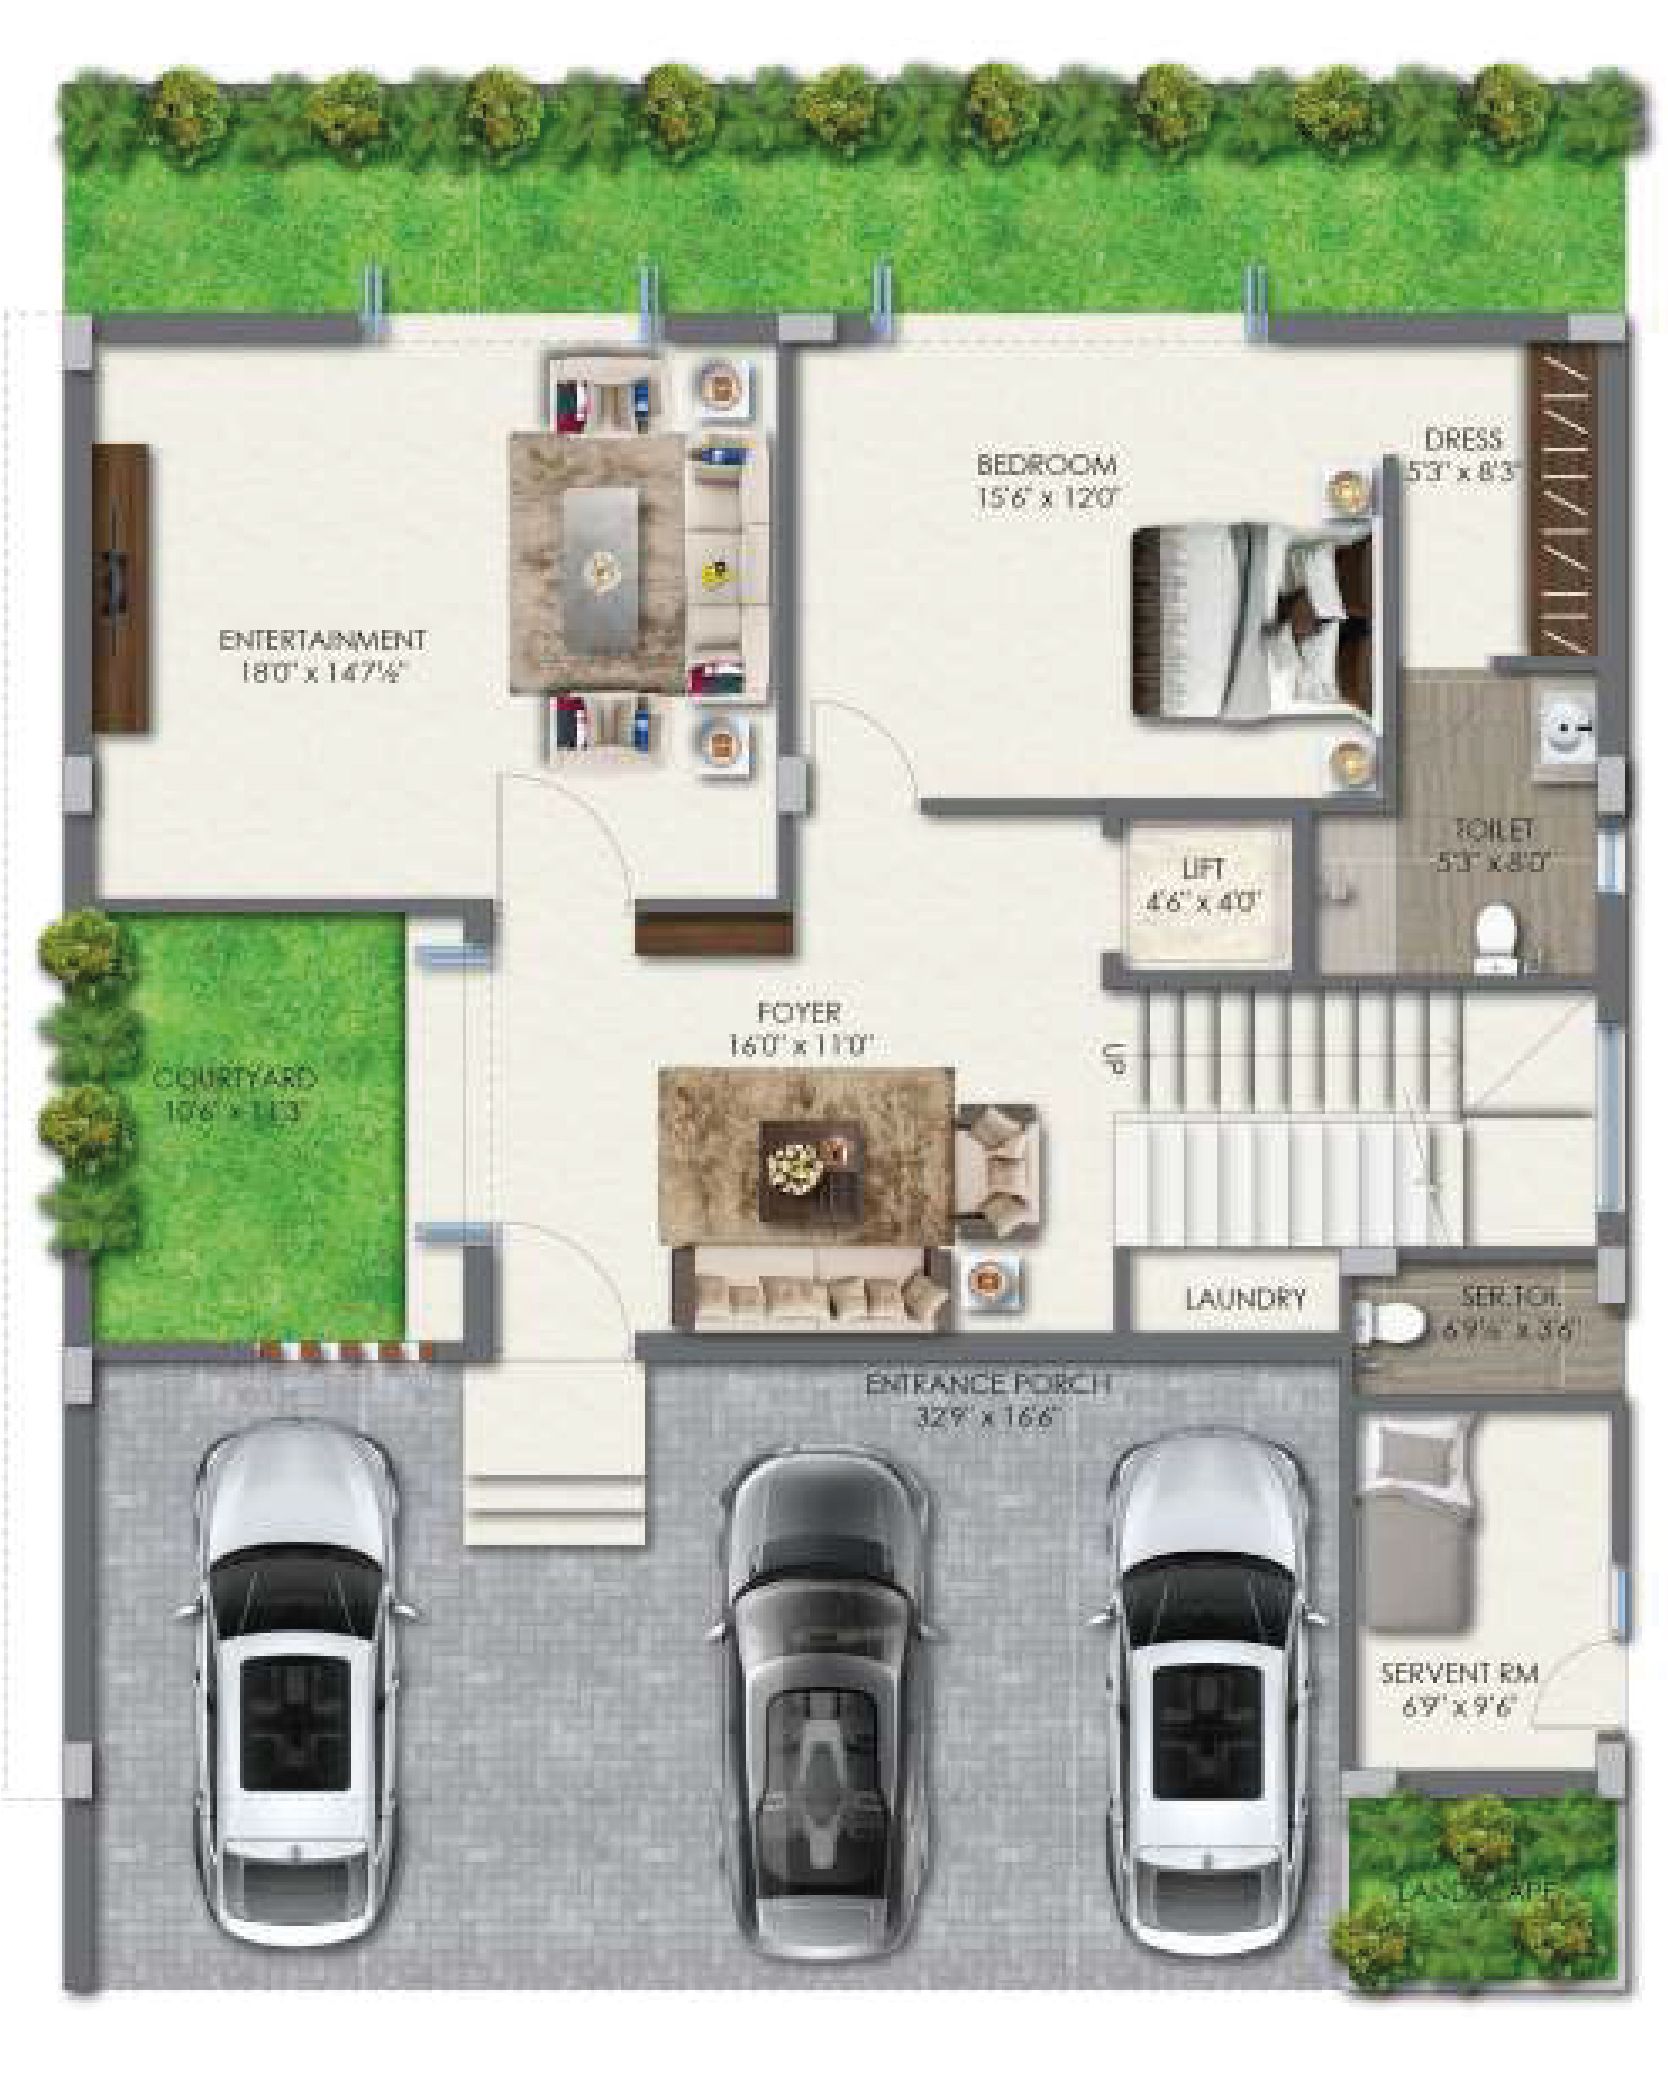 DRESS
5'3" x 8'3"
BEDROOM
15'6" x 12'0"
ENTERTAINMENT
18'0" x 14'7½"
TOILET
5'3" x 8'0"
LIFT
4'6" x 4'0"
FOYER
16'0" x 11'0"
UP
COURTYARD
10'6" x 11'3"
LAUNDRY
SER.TOI.
6'9½" x 3'6"
ENTRANCE PORCH
32'9" x 16'6"
SERVENT RM
6'9" x 9'6"
LANDSCAPE